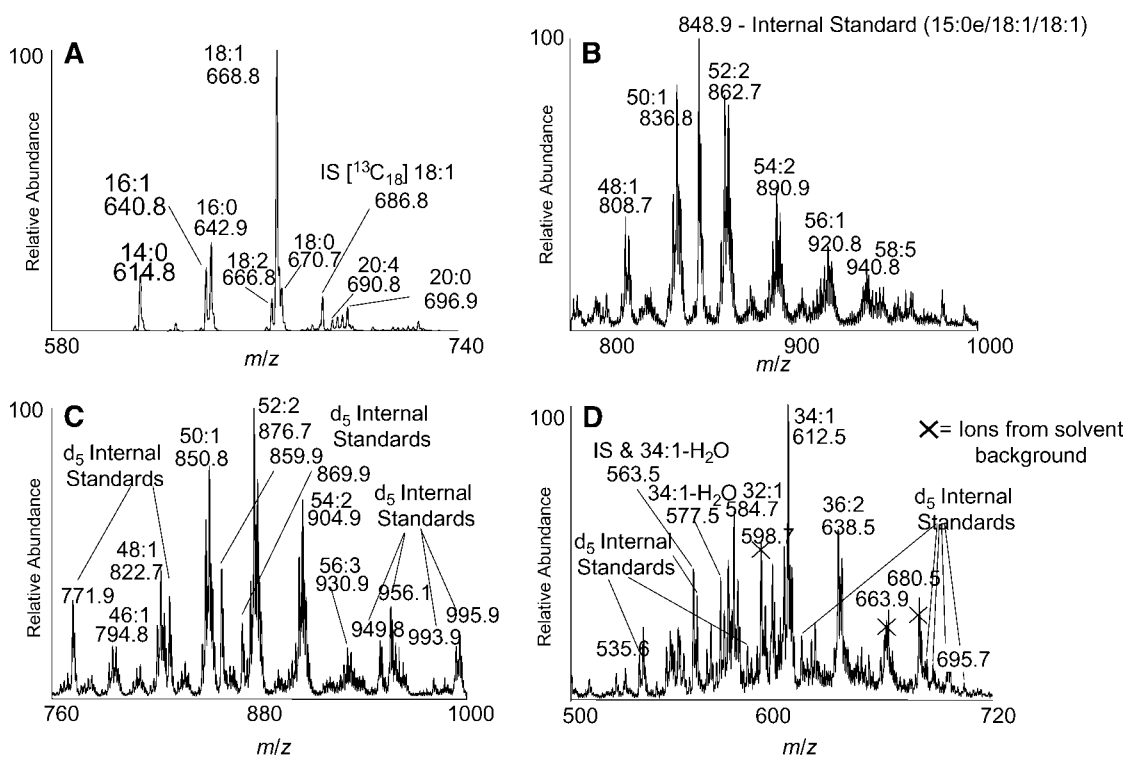 A
100
18:1
668.8
IS [¹³C₁₈] 18:1
686.8
16:1
640.8
16:0
642.9
14:0
614.8
18:2
666.8
18:0
670.7
20:4
690.8
20:0
696.9
Relative Abundance
580
740
m/z
848.9 - Internal Standard (15:0e/18:1/18:1)
100
B
50:1
836.8
52:2
862.7
48:1
808.7
54:2
890.9
56:1
920.8
58:5
940.8
Relative Abundance
800
900
1000
m/z
100
C
d₅ Internal
Standards
50:1
850.8
52:2
876.7
859.9
869.9
d₅ Internal
Standards
54:2
904.9
d₅ Internal
Standards
48:1
822.7
771.9
46:1
794.8
56:3
930.9
956.1
949.8
993.9
995.9
Relative Abundance
760
880
1000
m/z
100
D
34:1
612.5
X= Ions from solvent
background
IS & 34:1-H₂O
563.5
34:1-H₂O
577.5
32:1
584.7
598.7
36:2
638.5
d₅ Internal
Standards
d₅ Internal
Standards
680.5
663.9
535.6
695.7
Relative Abundance
500
600
720
m/z